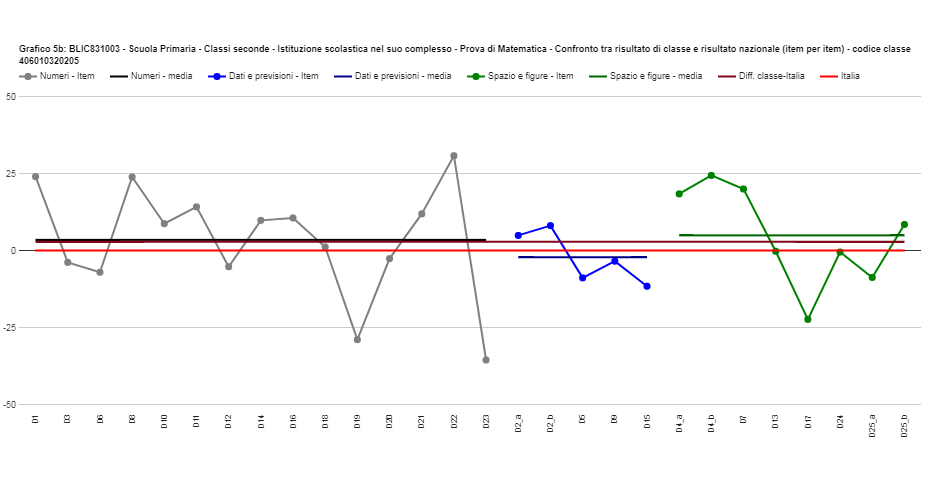 Grafico 5b: BLIC831003 - Scuola Primaria - Classi seconde - Istituzione scolastica nel suo complesso - Prova di Matematica - Confronto tra risultato di classe e risultato nazionale (item per item) - codice classe
406010320205
Numeri - Item Numeri - media Dati e previsioni - Item Dati e previsioni - media Spazio e figure - Item Spazio e figure - media Diff. classe-Italia Italia
50
25
0
-25
-50
D1 D3 D6 D8 D10 D11 D12 D14 D16 D18 D19 D20 D21 D22 D23 D2_a D2_b D5 D9 D15 D4_a D4_b D7 D13 D17 D24 D25_a D25_b